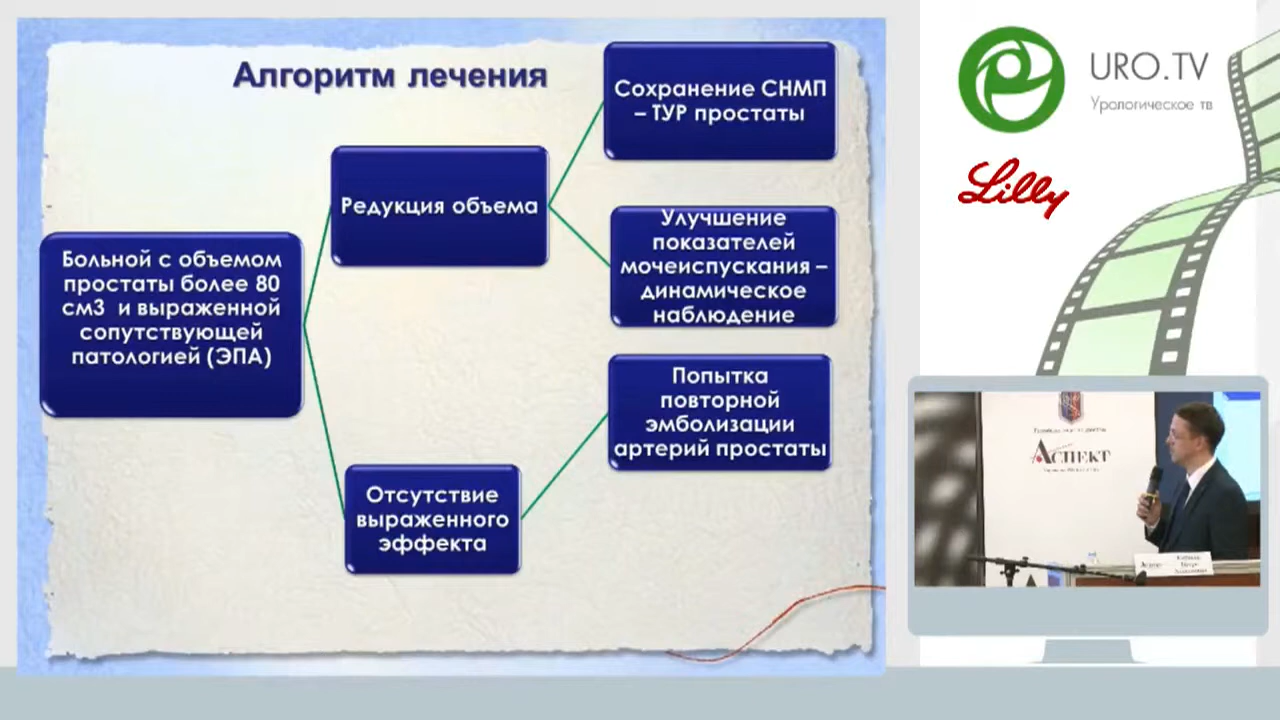 Алгоритм лечения
Больной с объемом
простаты более 80
см3 и выраженной
сопутствующей
патологией (ЭПА)
Редукция объема
Сохранение СНМП
– ТУР простаты
Улучшение
показателей
мочеиспускания –
динамическое
наблюдение
Отсутствие
выраженного
эффекта
Попытка
повторной
эмболизации
артерий простаты
URO.TV
Урологическое тв
Lilly
АСПЕКТ